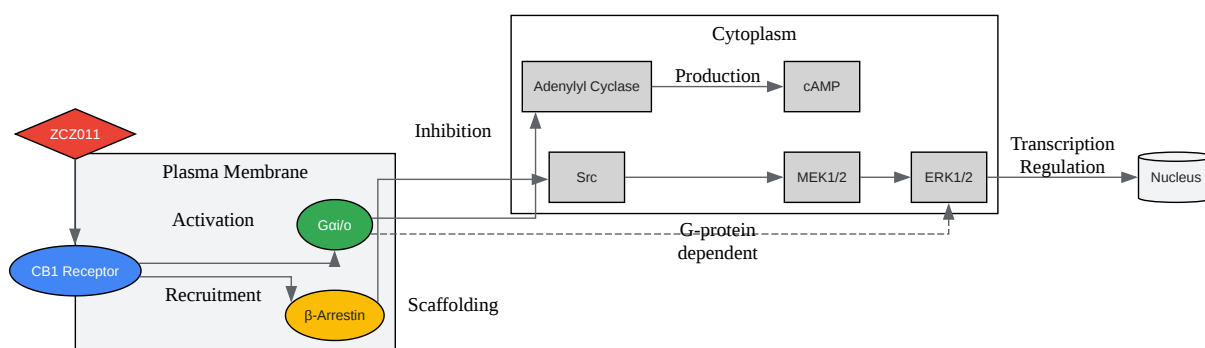 Cytoplasm
Adenylyl Cyclase
Production
cAMP
ZCZ011
Inhibition
Transcription
Regulation
Plasma Membrane
Src
MEK1/2
ERK1/2
Nucleus
Activation
Gαi/o
G-protein
dependent
CB1 Receptor
Recruitment
β-Arrestin
Scaffolding